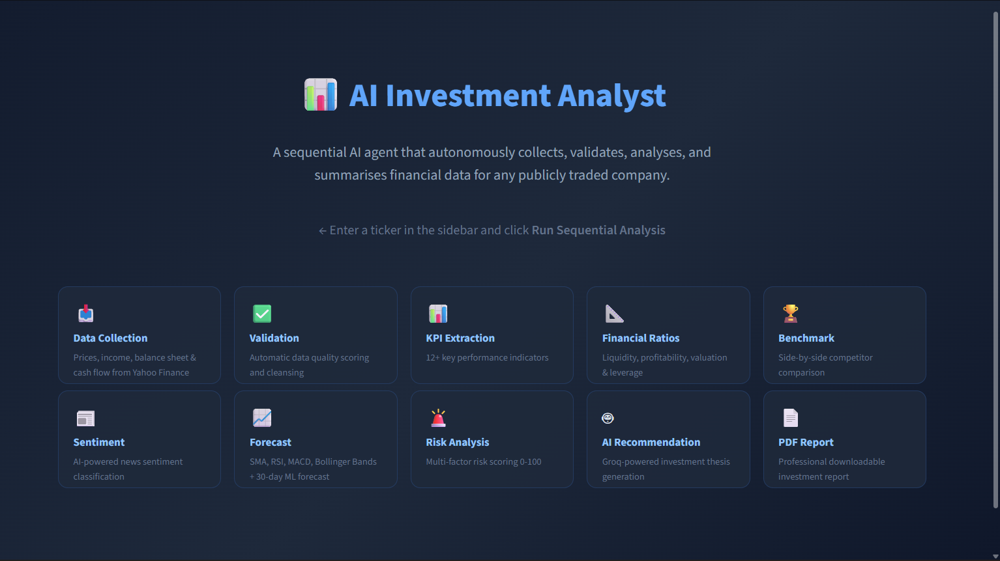 AI Investment Analyst
A sequential AI agent that autonomously collects, validates, analyses, and
summarises financial data for any publicly traded company.
← Enter a ticker in the sidebar and click Run Sequential Analysis
Data Collection
Prices, income, balance sheet &
cash flow from Yahoo Finance
Validation
Automatic data quality scoring
and cleansing
KPI Extraction
12+ key performance indicators
Financial Ratios
Liquidity, profitability, valuation
& leverage
Benchmark
Side-by-side competitor
comparison
Sentiment
AI-powered news sentiment
classification
Forecast
SMA, RSI, MACD, Bollinger Bands
+ 30-day ML forecast
Risk Analysis
Multi-factor risk scoring 0-100
AI Recommendation
Groq-powered investment thesis
generation
PDF Report
Professional downloadable
investment report